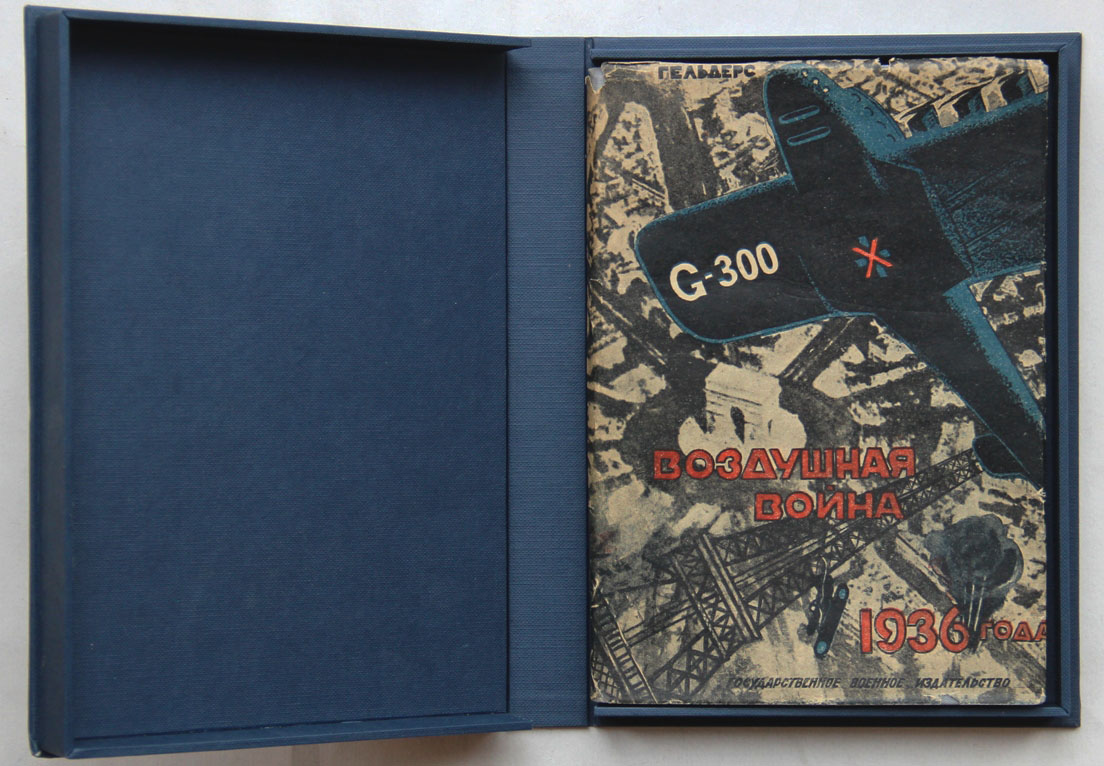 ГЕЛЬДЕРС
G-300
ВОЗДУШНАЯ
ВОЙНА
1936 ГОДА
ГОСУДАРСТВЕННОЕ ВОЕННОЕ ИЗДАТЕЛЬСТВО